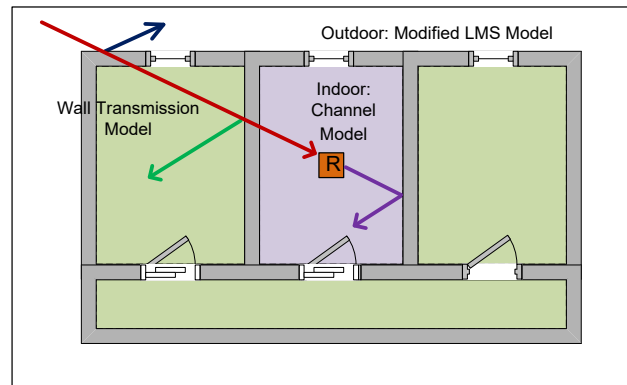 Outdoor: Modified LMS Model
Wall Transmission
Model
Indoor:
Channel
Model
R